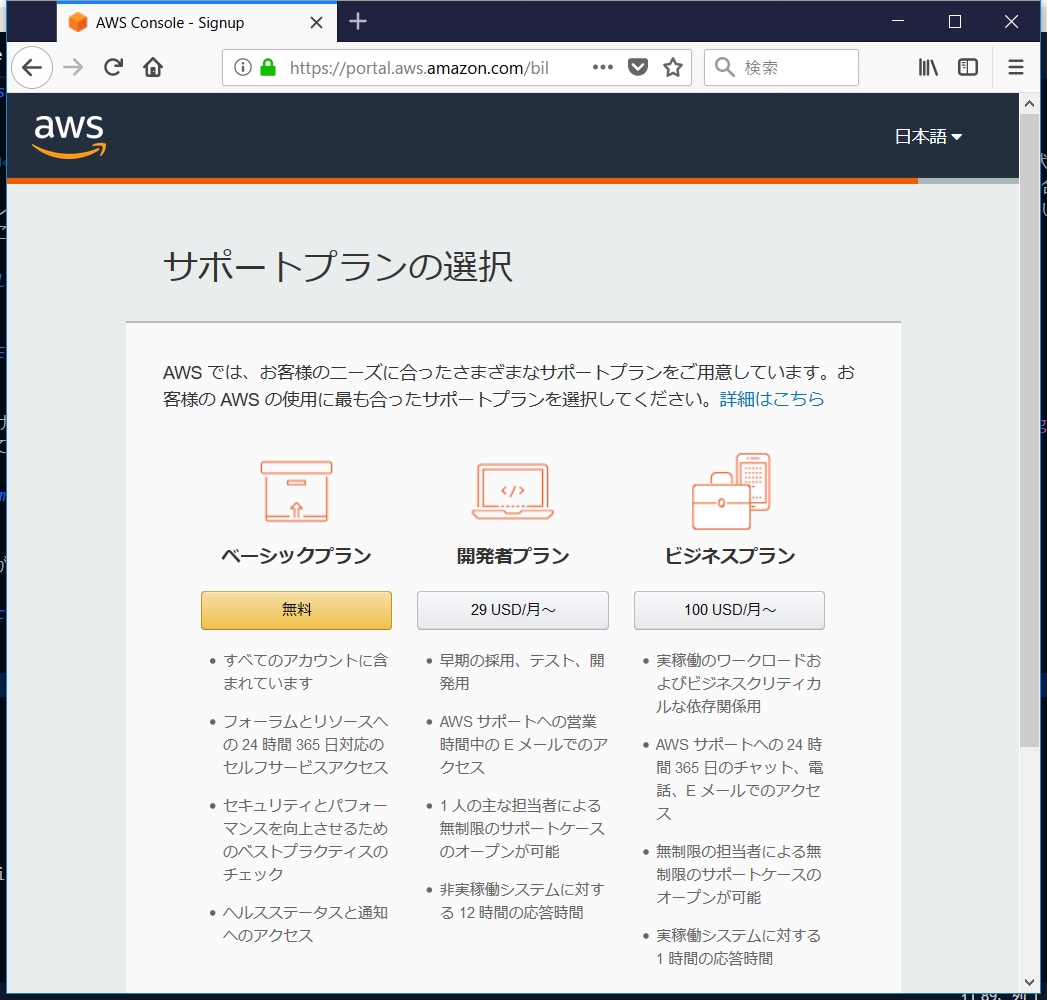 AWS Console - Signup
https://portal.aws.amazon.com/bil
検索
aws
日本語
サポートプランの選択
AWS では、お客様のニーズに合ったさまざまなサポートプランをご用意しています。お
客様の AWS の使用に最も合ったサポートプランを選択してください。詳細はこちら
ベーシックプラン
無料
• すべてのアカウントに含
まれています
• フォーラムとリソースへ
の 24 時間 365 日対応の
セルフサービスアクセス
• セキュリティとパフォー
マンスを向上させるため
のベストプラクティスの
チェック
• ヘルスステータスと通知
へのアクセス
開発者プラン
29 USD/月～
• 早期の採用、テスト、開
発用
• AWS サポートへの営業
時間中の E メールでのア
クセス
• 1 人の主な担当者による
無制限のサポートケース
のオープンが可能
• 非実稼働システムに対す
る 12 時間の応答時間
ビジネスプラン
100 USD/月～
• 実稼働のワークロードお
よびビジネスクリティカ
ルな依存関係用
• AWS サポートへの 24 時
間 365 日のチャット、電
話、E メールでのアクセ
ス
• 無制限の担当者による無
制限のサポートケースの
オープンが可能
• 実稼働システムに対する
1 時間の応答時間